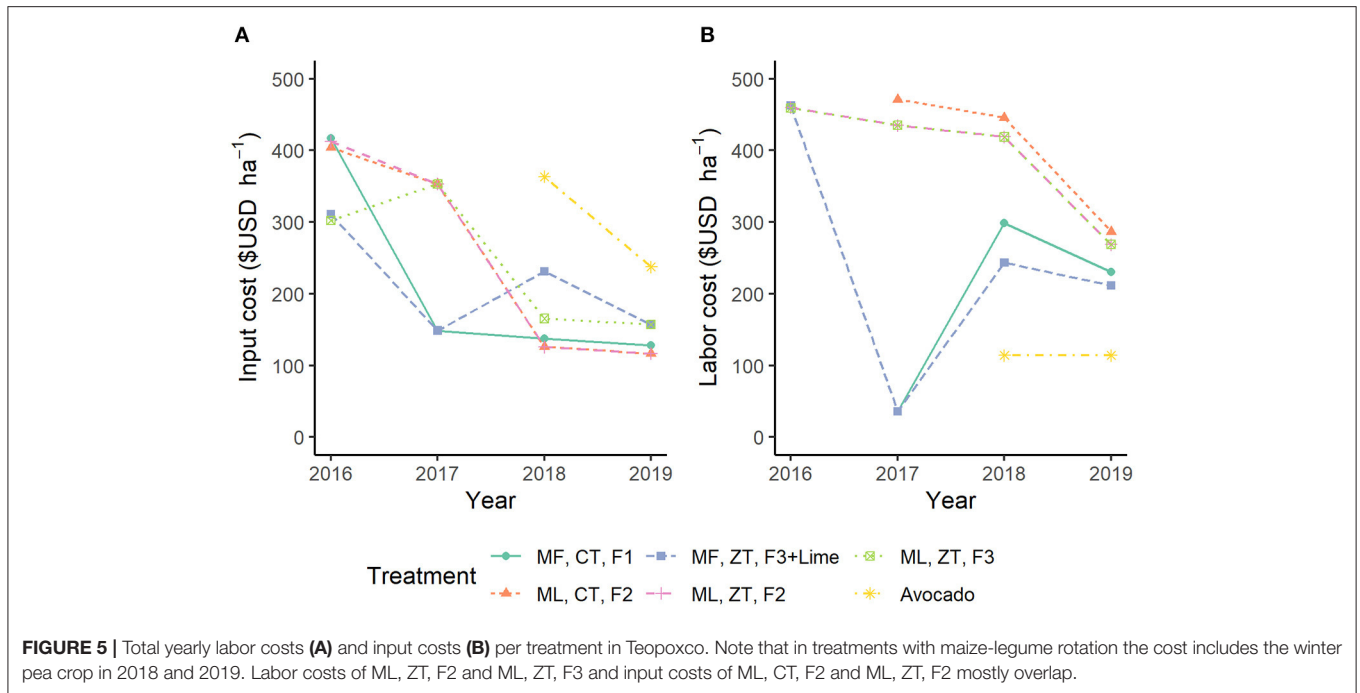 A
B
Input cost ($USD ha⁻¹)
500
400
300
200
100
0
2016 2017 2018 2019
Year
Labor cost ($USD ha⁻¹)
500
400
300
200
100
0
2016 2017 2018 2019
Year
Treatment
MF, CT, F1 MF, ZT, F3+Lime ML, ZT, F3
ML, CT, F2 ML, ZT, F2 Avocado
FIGURE 5 | Total yearly labor costs (A) and input costs (B) per treatment in Teopoxco. Note that in treatments with maize-legume rotation the cost includes the winter
pea crop in 2018 and 2019. Labor costs of ML, ZT, F2 and ML, ZT, F3 and input costs of ML, CT, F2 and ML, ZT, F2 mostly overlap.